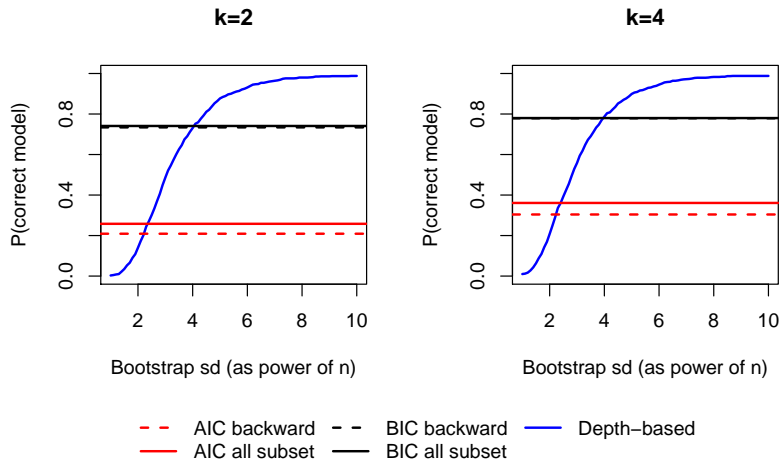 k=2
P(correct model)
0.0
0.4
0.8
2
4
6
8
10
Bootstrap sd (as power of n)
k=4
P(correct model)
0.0
0.4
0.8
2
4
6
8
10
Bootstrap sd (as power of n)
AIC backward
AIC all subset
BIC backward
BIC all subset
Depth−based